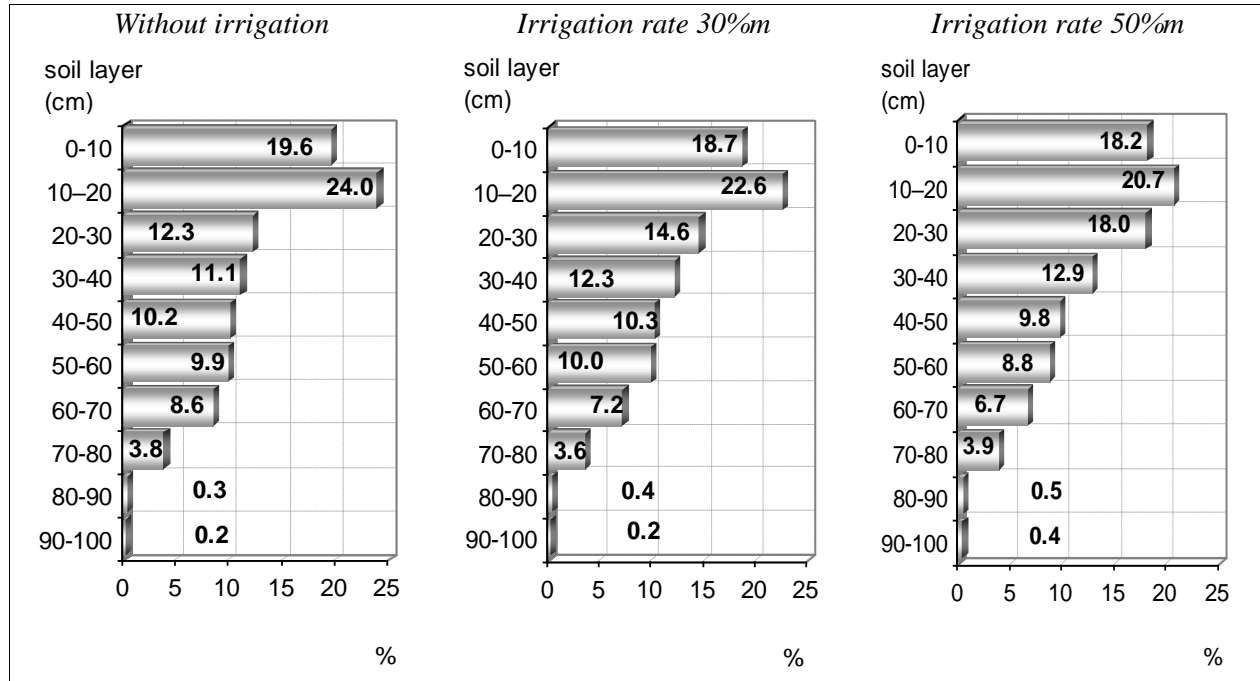 Without irrigation
soil layer
(cm)
0-10 19.6
10–20 24.0
20-30 12.3
30-40 11.1
40-50 10.2
50-60 9.9
60-70 8.6
70-80 3.8
80-90 0.3
90-100 0.2
0 5 10 15 20 25
%
Irrigation rate 30%m
soil layer
(cm)
0-10 18.7
10–20 22.6
20-30 14.6
30-40 12.3
40-50 10.3
50-60 10.0
60-70 7.2
70-80 3.6
80-90 0.4
90-100 0.2
0 5 10 15 20 25
%
Irrigation rate 50%m
soil layer
(cm)
0-10 18.2
10–20 20.7
20-30 18.0
30-40 12.9
40-50 9.8
50-60 8.8
60-70 6.7
70-80 3.9
80-90 0.5
90-100 0.4
0 5 10 15 20 25
%